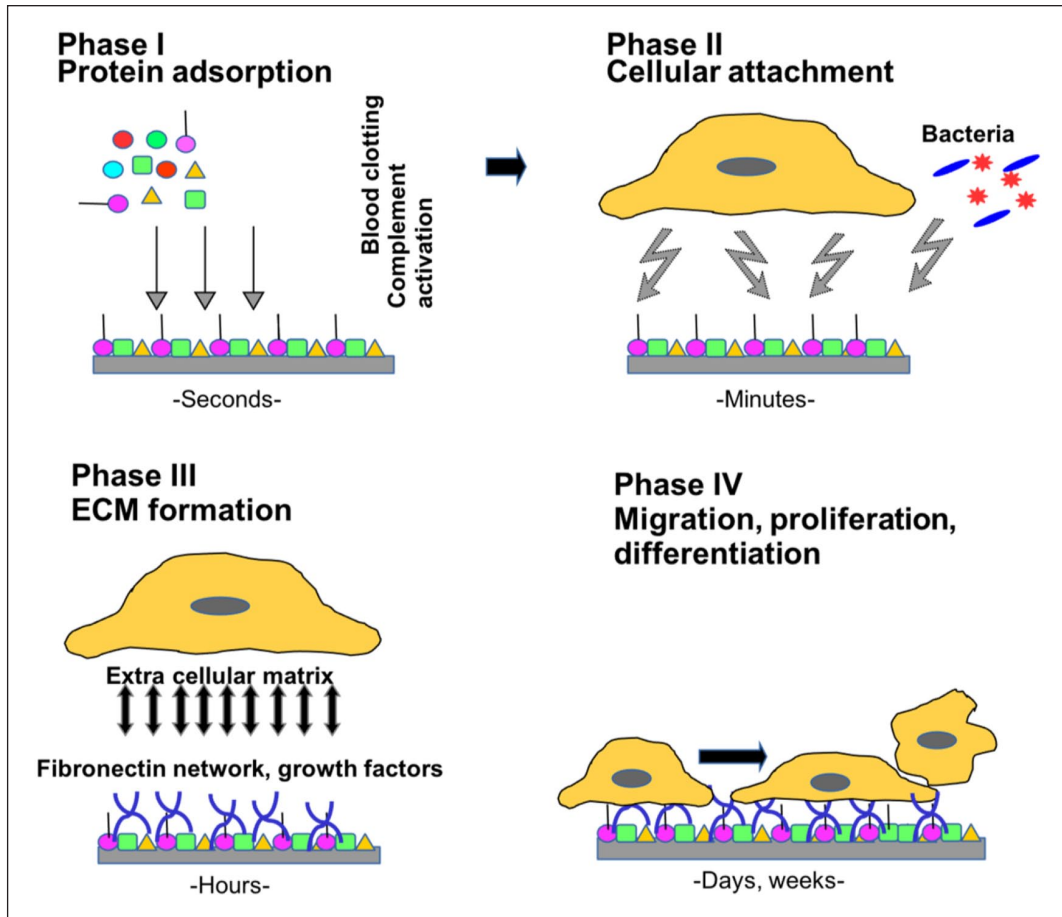 Phase I
Protein adsorption
Blood clotting
Complement
activation
-Seconds-
Phase II
Cellular attachment
Bacteria
-Minutes-
Phase III
ECM formation
Extra cellular matrix
Fibronectin network, growth factors
-Hours-
Phase IV
Migration, proliferation,
differentiation
-Days, weeks-